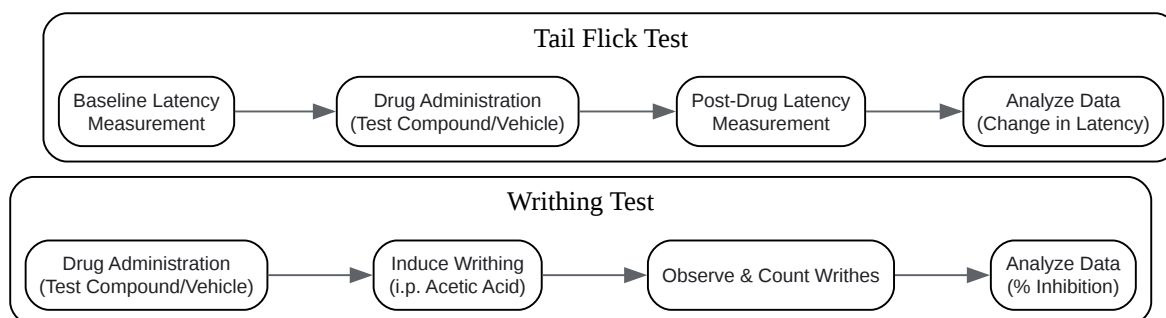 Tail Flick Test
Baseline Latency
Measurement
Drug Administration
(Test Compound/Vehicle)
Post-Drug Latency
Measurement
Analyze Data
(Change in Latency)
Writhing Test
Drug Administration
(Test Compound/Vehicle)
Induce Writhing
(i.p. Acetic Acid)
Observe & Count Writhes
Analyze Data
(% Inhibition)